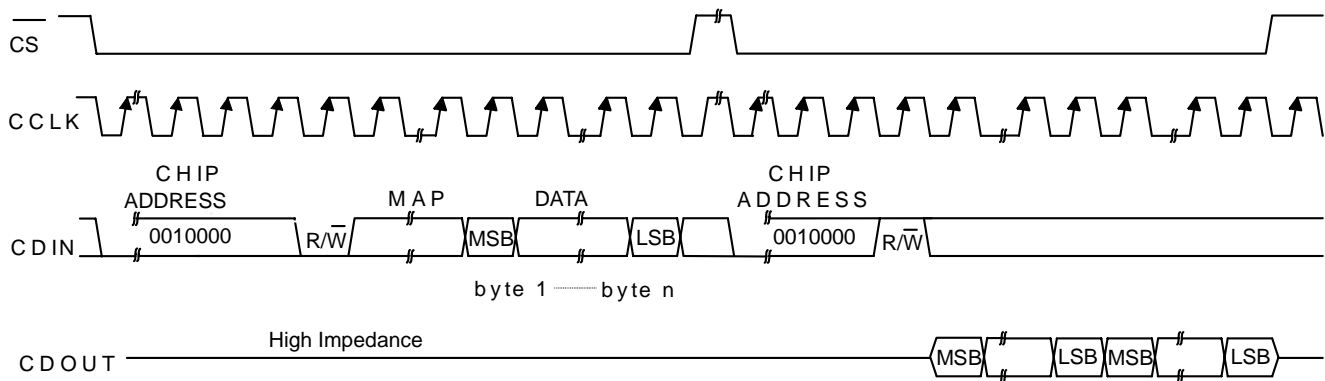 C̅S̅
CCLK
CHIP
ADDRESS
MAP
DATA
CHIP
ADDRESS
CDIN
0010000
R/W̅
MSB
LSB
0010000
R/W̅
byte 1
byte n
High Impedance
CDOUT
MSB
LSB
MSB
LSB